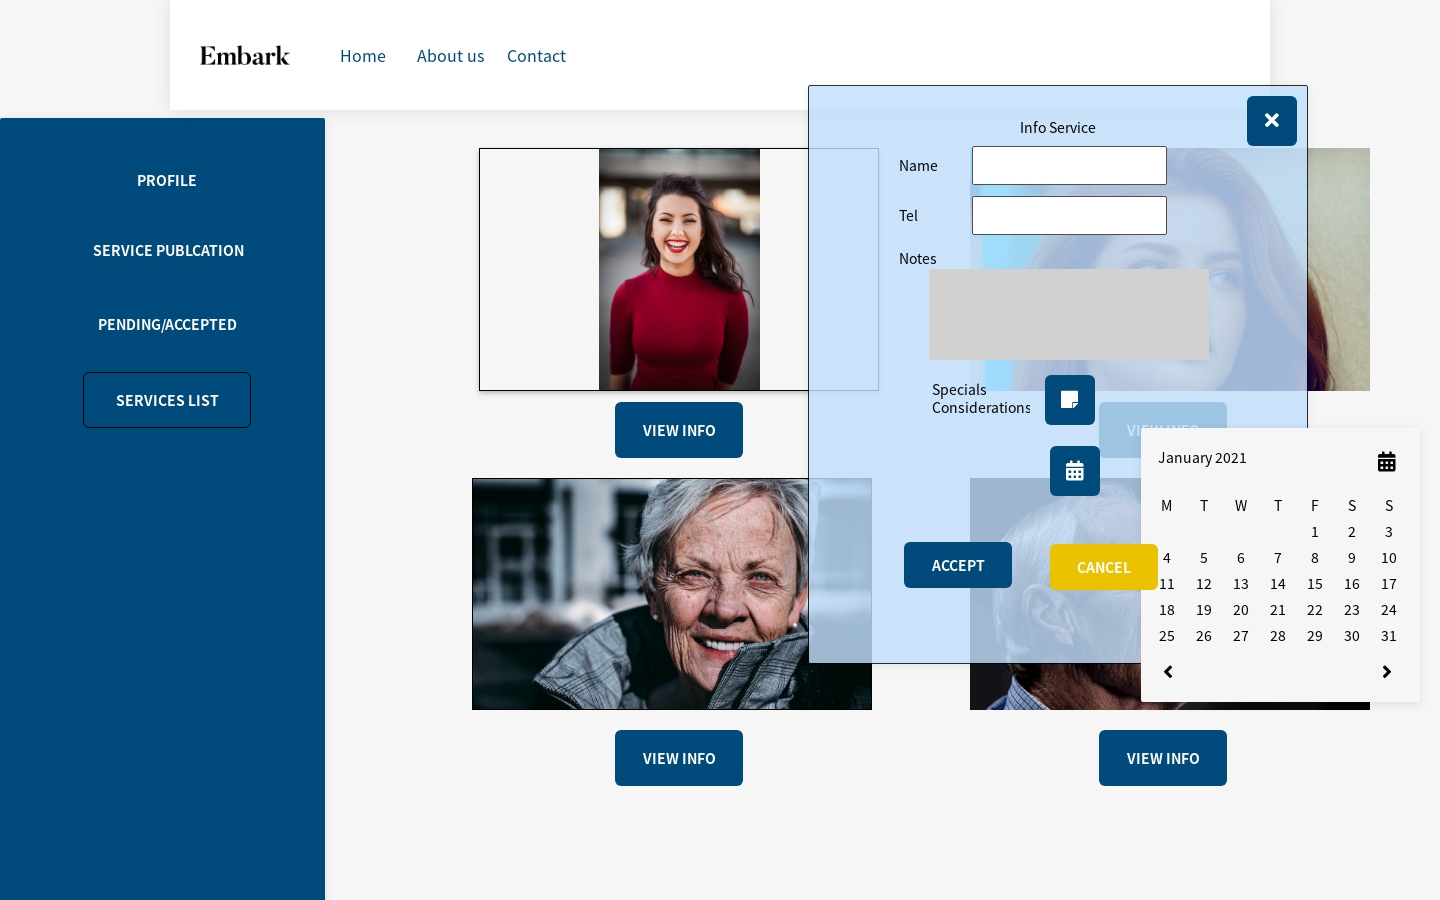 Embark
Home
About us
Contact
PROFILE
SERVICE PUBLCATION
PENDING/ACCEPTED
SERVICES LIST
VIEW INFO
VIEW INFO
VIEW INFO
VIEW INFO
Info Service
Name
Tel
Notes
Specials
Considerations
ACCEPT
CANCEL
January 2021
M T W T F S S
1 2 3
4 5 6 7 8 9 10
11 12 13 14 15 16 17
18 19 20 21 22 23 24
25 26 27 28 29 30 31